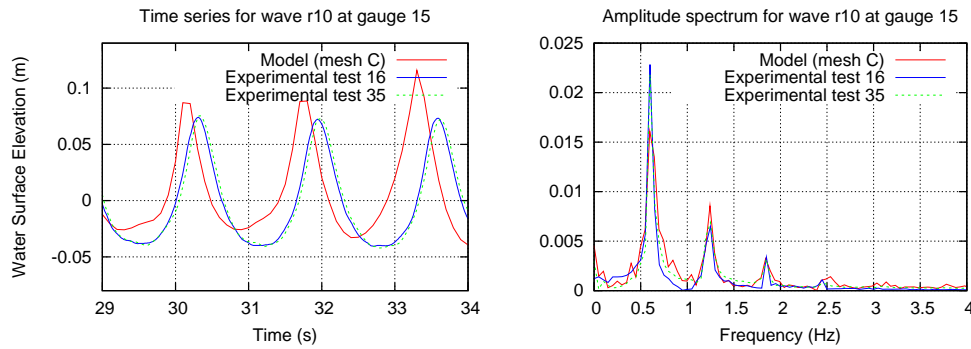 Time series for wave r10 at gauge 15
Model (mesh C)
Experimental test 16
Experimental test 35
0.1
0.05
0
-0.05
Water Surface Elevation (m)
29 30 31 32 33 34
Time (s)
Amplitude spectrum for wave r10 at gauge 15
Model (mesh C)
Experimental test 16
Experimental test 35
0.025
0.02
0.015
0.01
0.005
0
0 0.5 1 1.5 2 2.5 3 3.5 4
Frequency (Hz)